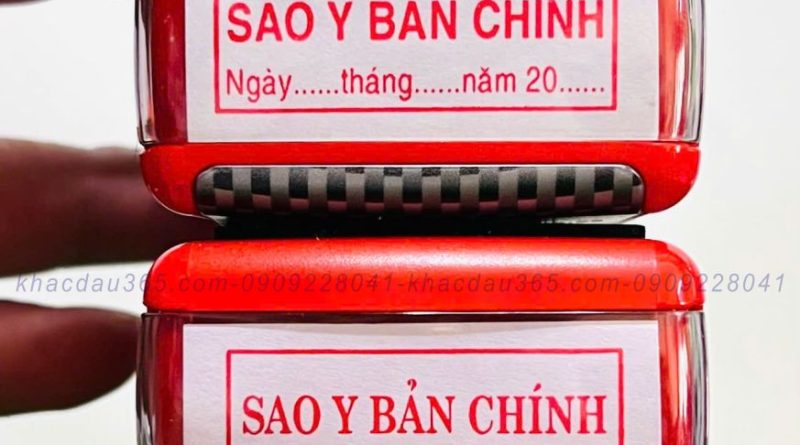 SAO Y BẢN CHÍNH
Ngày......tháng......năm 20......
khacdau365.com-0909228041-khacdau365.com-0909228041
SAO Y BẢN CHÍNH